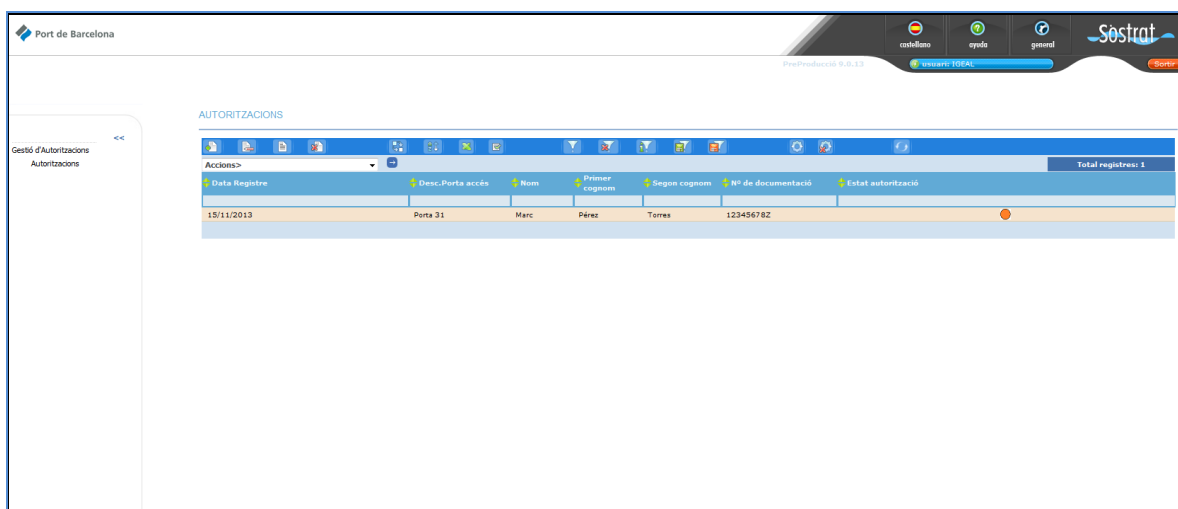 Port de Barcelona
castellano ayuda general Sòstrat
PreProducció 9.0.13 usuari: IGEAL Sortir
AUTORITZACIONS
<<
Gestió d'Autoritzacions
Autoritzacions
Accions> Total registres: 1
Data Registre Desc.Porta accés Nom Primer cognom Segon cognom Nº de documentació Estat autorització
15/11/2013 Porta 31 Marc Pérez Torres 12345678Z